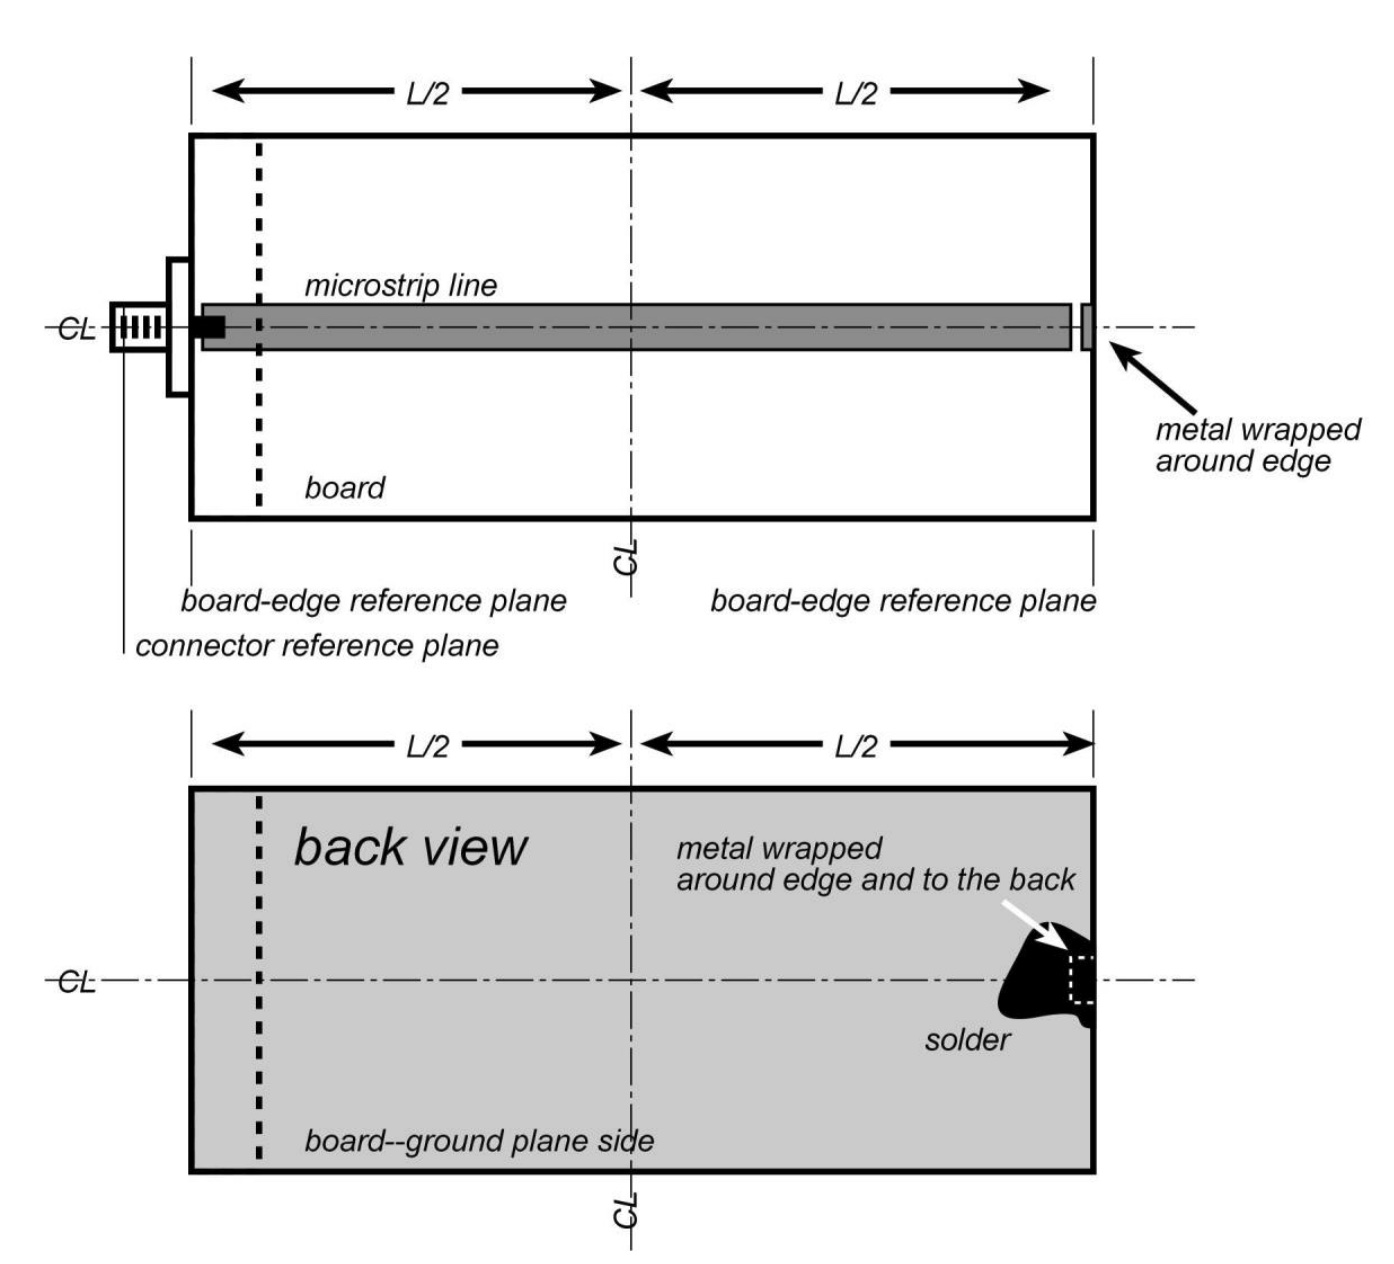 L/2 L/2
microstrip line
CL
metal wrapped
around edge
board
CL
board-edge reference plane board-edge reference plane
connector reference plane
L/2 L/2
back view
metal wrapped
around edge and to the back
CL
solder
board--ground plane side
CL